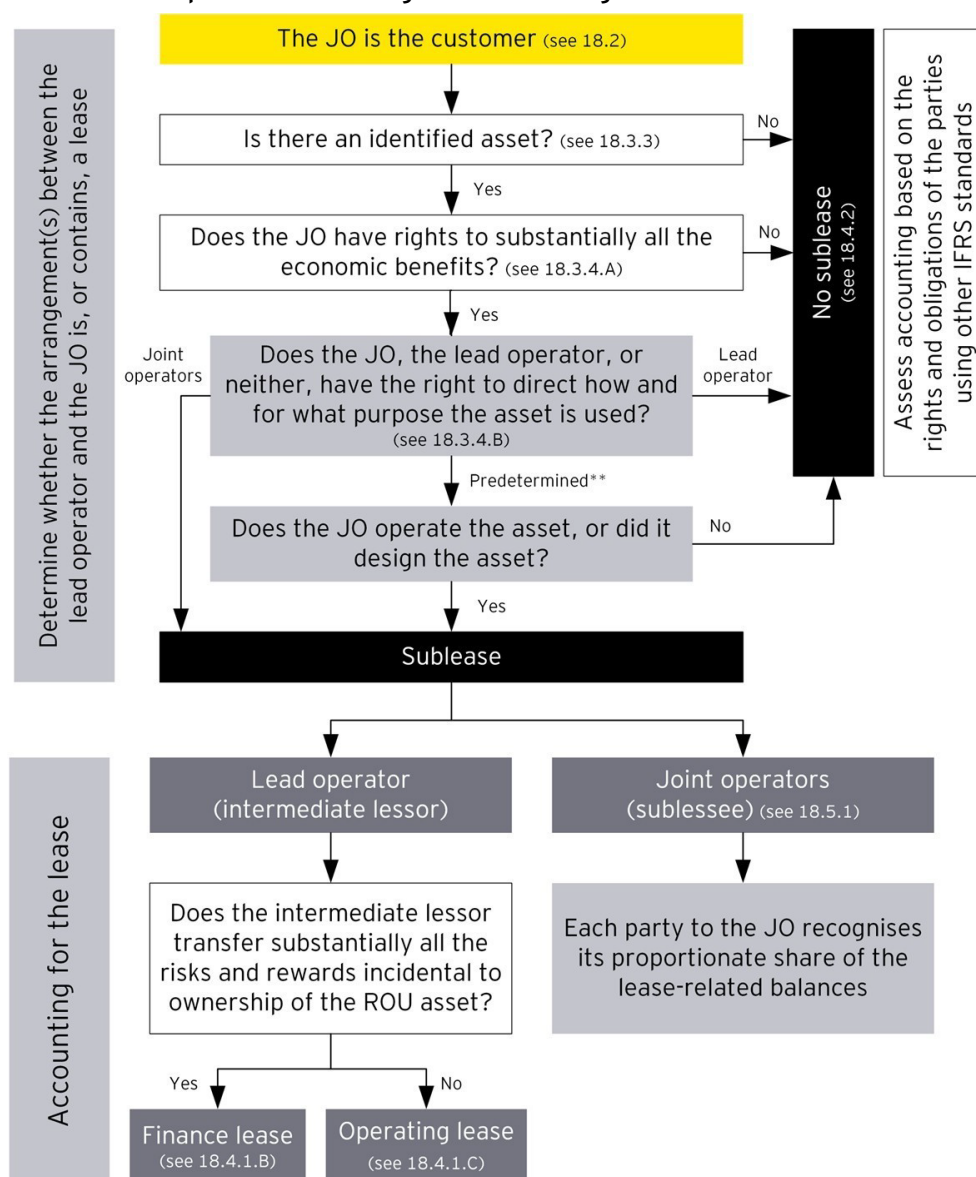 The JO is the customer (see 18.2)
Is there an identified asset? (see 18.3.3)
No
Yes
Does the JO have rights to substantially all the
economic benefits? (see 18.3.4.A)
No
Yes
Joint
operators
Does the JO, the lead operator, or
neither, have the right to direct how and
for what purpose the asset is used?
(see 18.3.4.B)
Lead
operator
Predetermined**
Does the JO operate the asset, or did it
design the asset?
No
Yes
Sublease
No sublease
(see 18.4.2)
Assess accounting based on the
rights and obligations of the parties
using other IFRS standards
Determine whether the arrangement(s) between the
lead operator and the JO is, or contains, a lease
Lead operator
(intermediate lessor)
Joint operators
(sublessee) (see 18.5.1)
Does the intermediate lessor
transfer substantially all the
risks and rewards incidental to
ownership of the ROU asset?
Each party to the JO recognises
its proportionate share of the
lease-related balances
Yes
No
Finance lease
(see 18.4.1.B)
Operating lease
(see 18.4.1.C)
Accounting for the lease